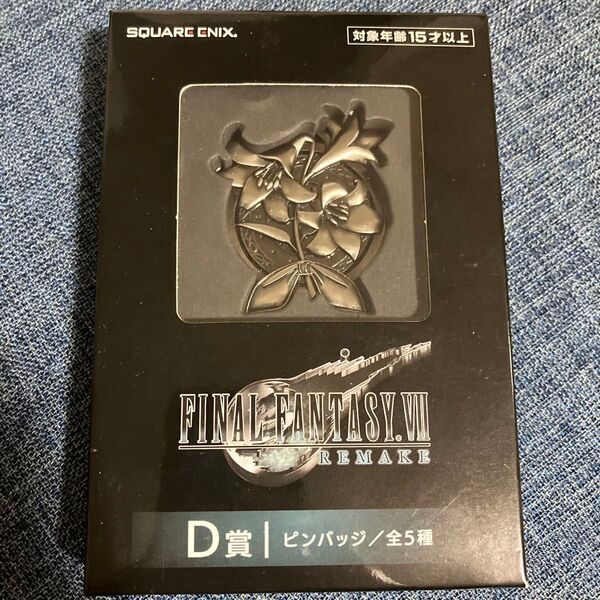 SQUARE ENIX®
対象年齢15才以上
FINAL FANTASY® VII
REMAKE
D賞 ピンバッジ/全5種